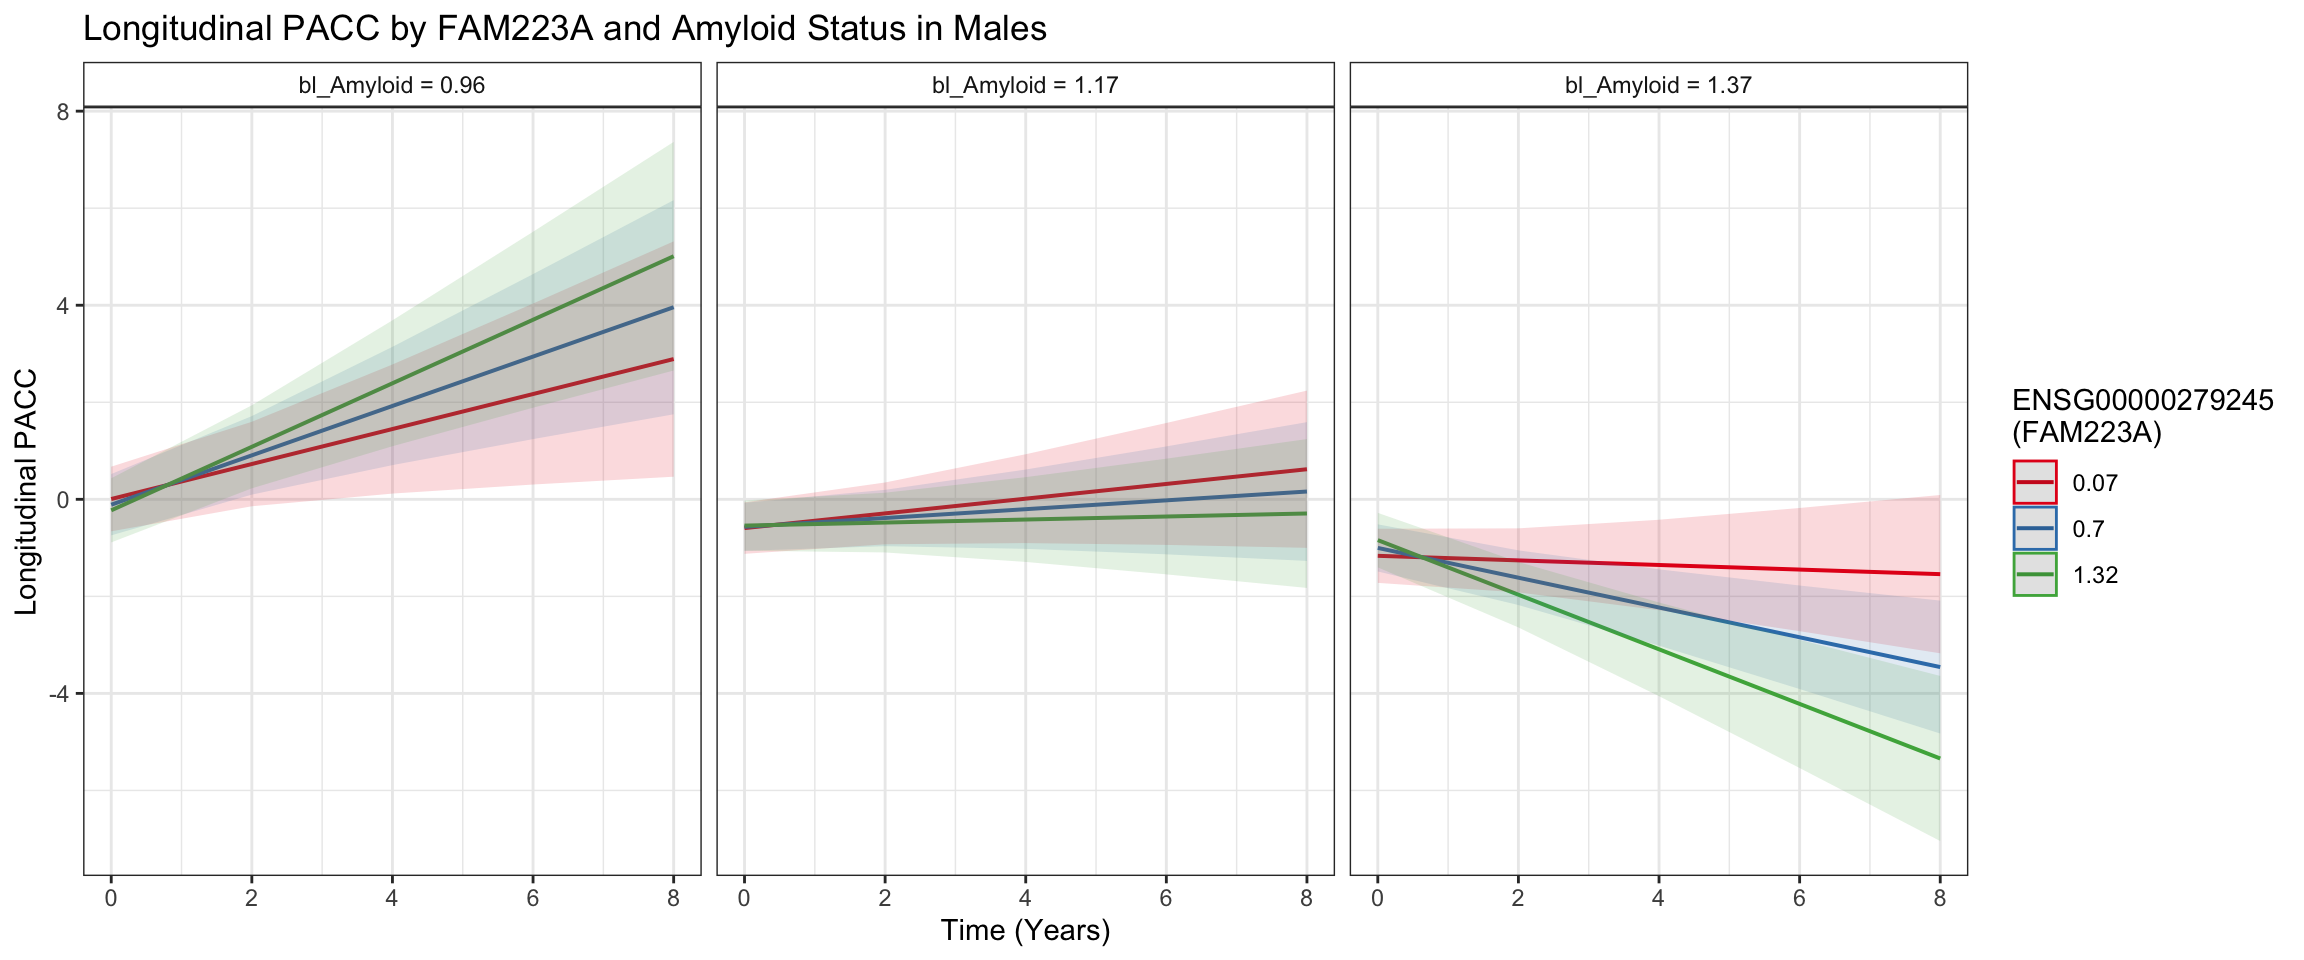 Longitudinal PACC by FAM223A and Amyloid Status in Males
bl_Amyloid = 0.96
bl_Amyloid = 1.17
bl_Amyloid = 1.37
8
4
0
-4
Longitudinal PACC
0 2 4 6 8
0 2 4 6 8
0 2 4 6 8
Time (Years)
ENSG00000279245
(FAM223A)
0.07
0.7
1.32